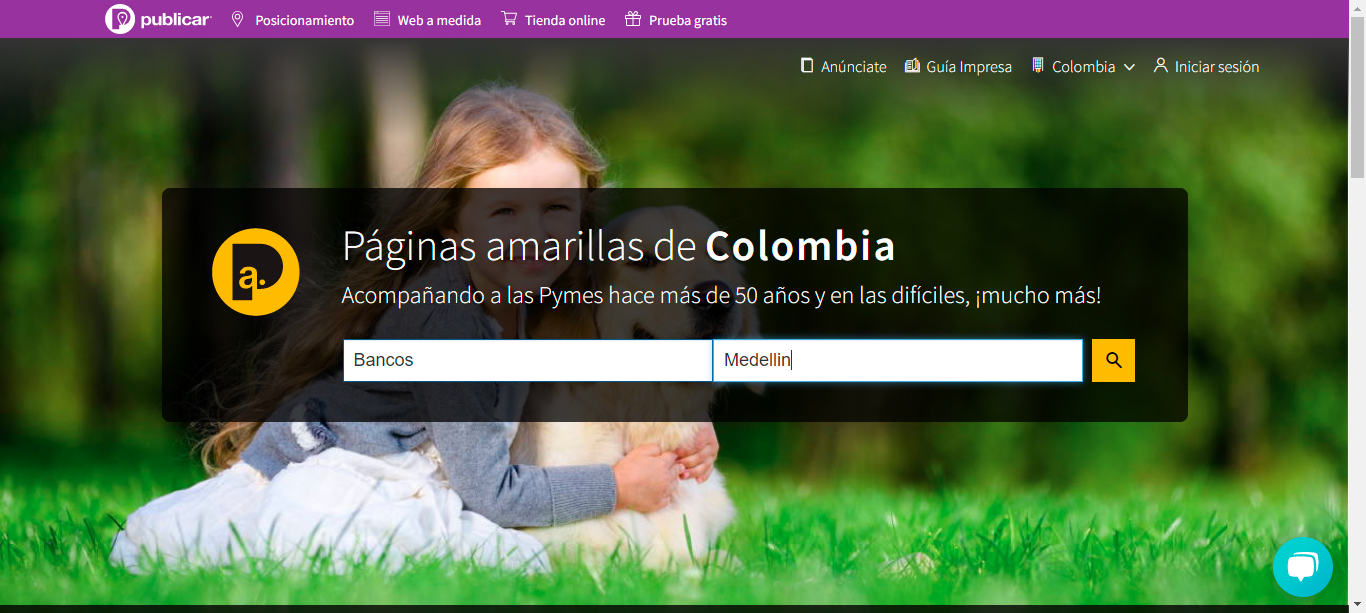 publicar Posicionamiento Web a medida Tienda online Prueba gratis
Anúnciate Guía Impresa Colombia Iniciar sesión
Páginas amarillas de Colombia
a.
Acompañando a las Pymes hace más de 50 años y en las difíciles, ¡mucho más!
Bancos Medellin